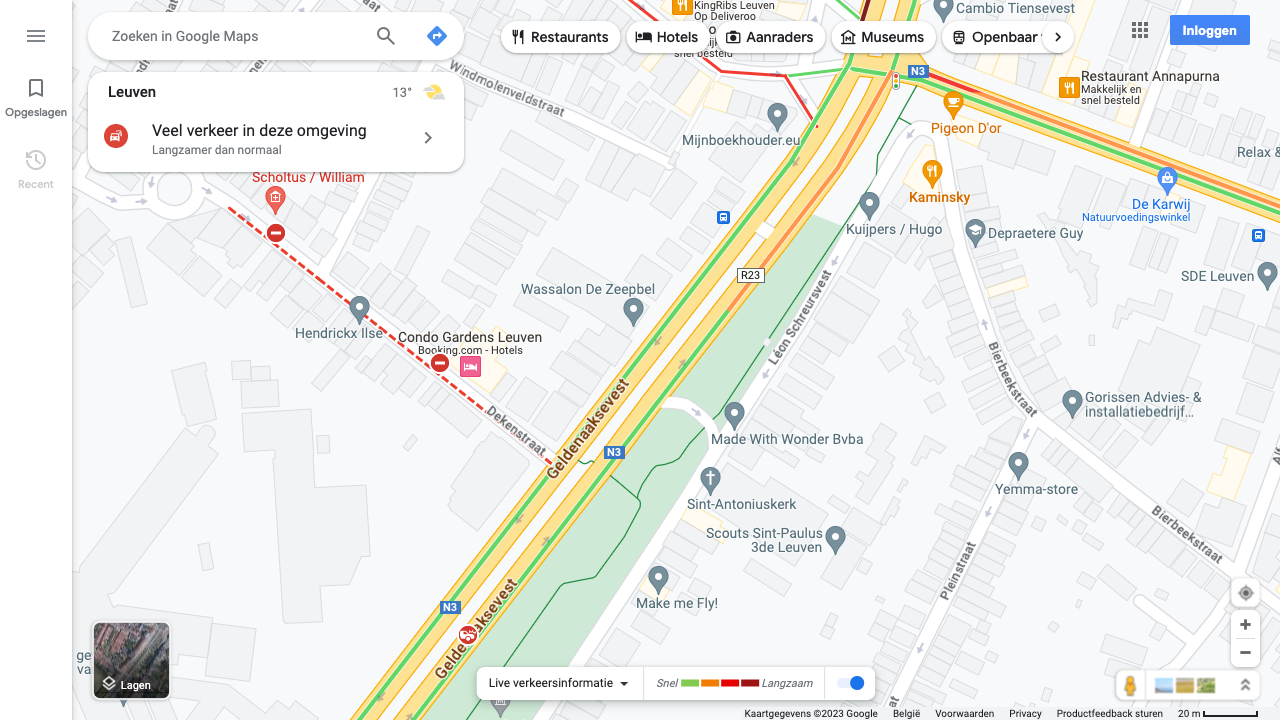 Zoeken in Google Maps
Opgeslagen
Recent
Leuven
13°
Veel verkeer in deze omgeving
Langzamer dan normaal
Restaurants
Hotels
Aanraders
Museums
Openbaar
Inloggen
KingRibs Leuven
Op Deliveroo
snel besteld
Cambio Tiensevest
N3
Restaurant Annapurna
Makkelijk en
snel besteld
Pigeon D'or
Windmolenveldstraat
Mijnboekhouder.eu
Relax &
Scholtus / William
Kaminsky
De Karwij
Natuurvoedingswinkel
Kuijpers / Hugo
Depraetere Guy
R23
SDE Leuven
Wassalon De Zeepbel
Léon Schreursvest
Hendrickx Ilse
Condo Gardens Leuven
Booking.com - Hotels
Bierbeekstraat
Gorissen Advies- &
installatiebedrijf...
Dekenstraat
Geldenaaksevest
Made With Wonder Bvba
N3
Sint-Antoniuskerk
Yemma-store
Scouts Sint-Paulus
3de Leuven
Bierbeekstraat
Pleinstraat
Make me Fly!
N3
Geldenaaksevest
Lagen
Live verkeersinformatie
Snel
Langzaam
Kaartgegevens ©2023 Google
België
Voorwaarden
Privacy
Productfeedback sturen
20 m